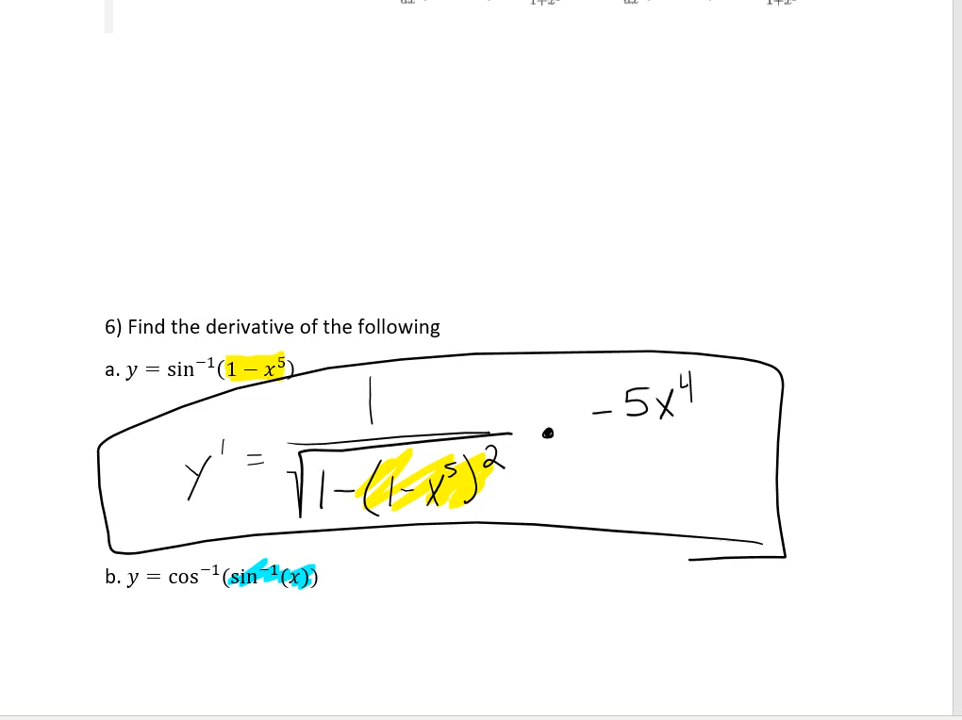 6) Find the derivative of the following
a. y = sin⁻¹(1 − x⁵)
y' = 1/√(1-(1-x⁵)²) • -5x⁴
b. y = cos⁻¹(sin⁻¹(x))